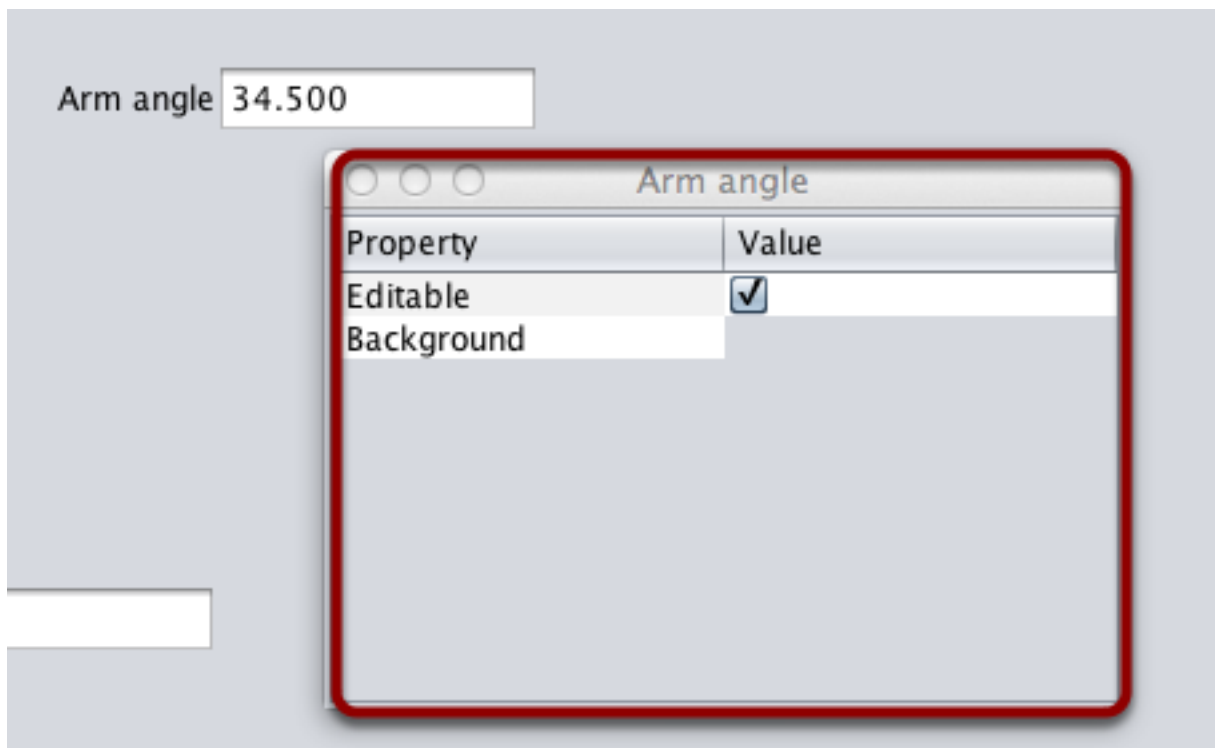 Arm angle 34.500
Arm angle
Property Value
Editable
Background